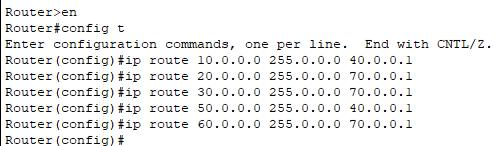 Router>en
Router#config t
Enter configuration commands, one per line.  End with CNTL/Z.
Router(config)#ip route 10.0.0.0 255.0.0.0 40.0.0.1
Router(config)#ip route 20.0.0.0 255.0.0.0 70.0.0.1
Router(config)#ip route 30.0.0.0 255.0.0.0 70.0.0.1
Router(config)#ip route 50.0.0.0 255.0.0.0 40.0.0.1
Router(config)#ip route 60.0.0.0 255.0.0.0 70.0.0.1
Router(config)#